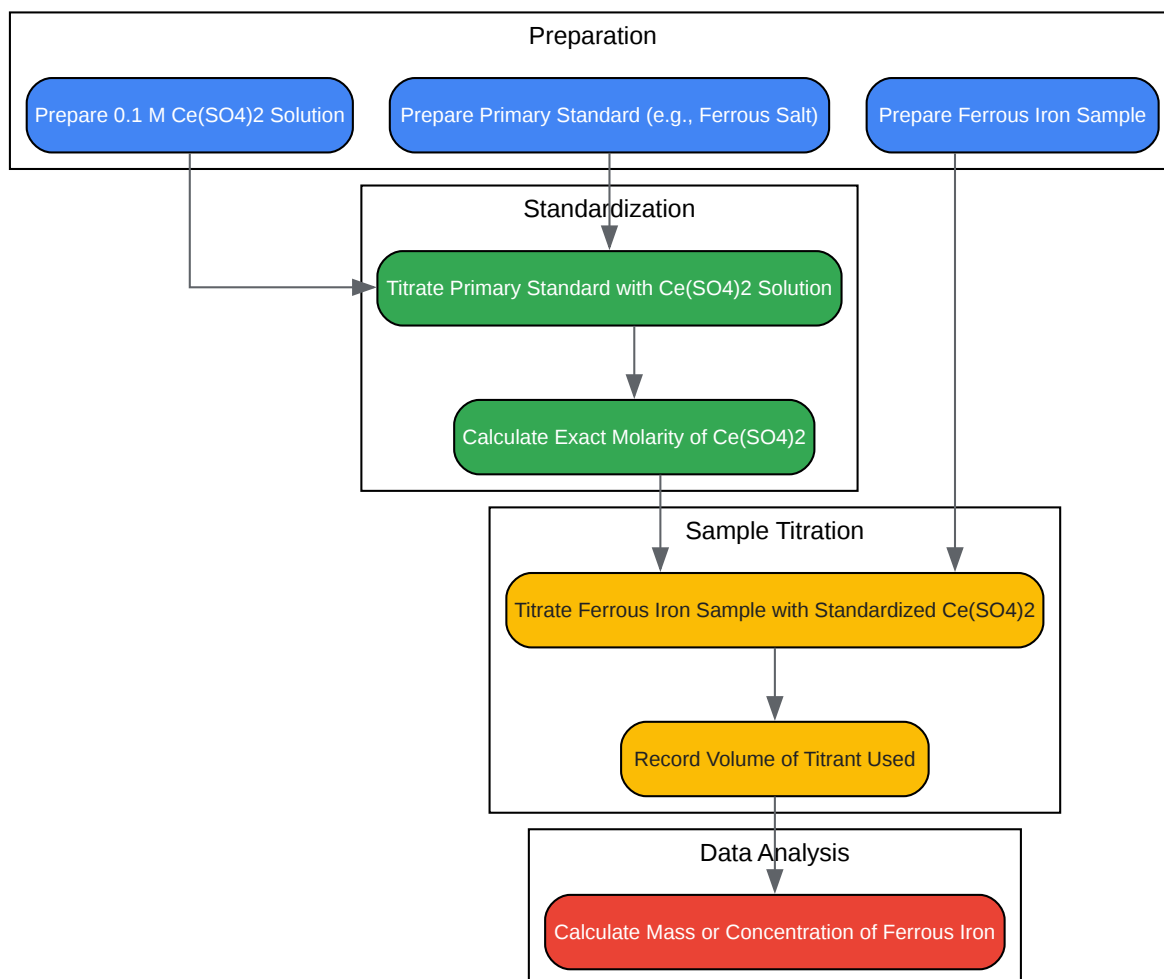 Preparation
Prepare 0.1 M Ce(SO4)2 Solution
Prepare Primary Standard (e.g., Ferrous Salt)
Prepare Ferrous Iron Sample
Standardization
Titrate Primary Standard with Ce(SO4)2 Solution
Calculate Exact Molarity of Ce(SO4)2
Sample Titration
Titrate Ferrous Iron Sample with Standardized Ce(SO4)2
Record Volume of Titrant Used
Data Analysis
Calculate Mass or Concentration of Ferrous Iron